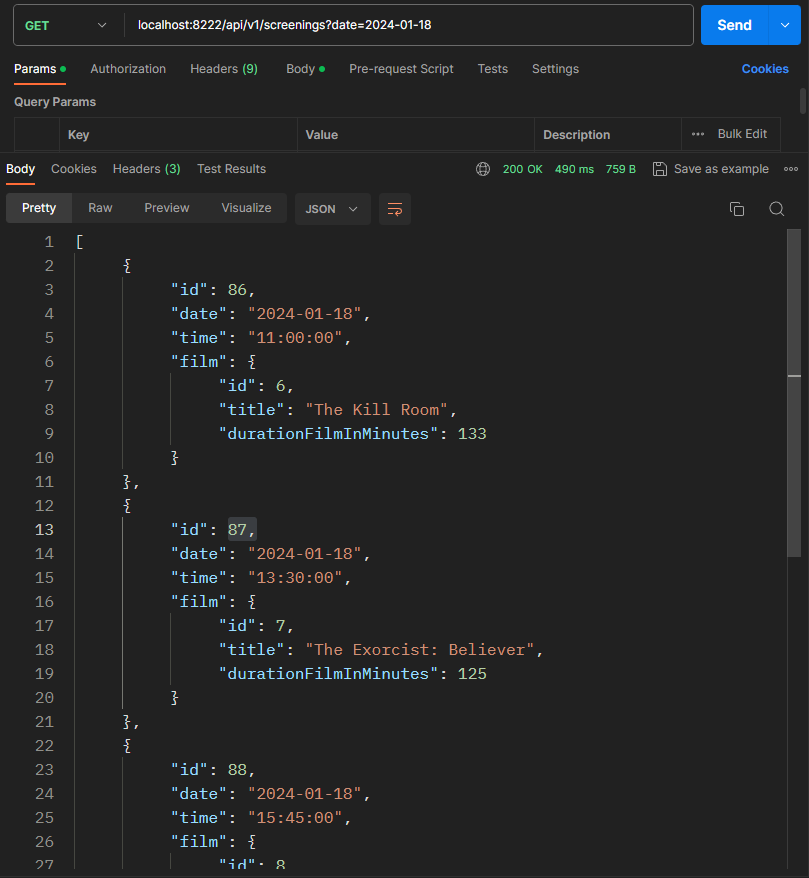 GET localhost:8222/api/v1/screenings?date=2024-01-18 Send
Params Authorization Headers (9) Body Pre-request Script Tests Settings Cookies
Query Params
Key Value Description ••• Bulk Edit
Body Cookies Headers (3) Test Results 200 OK 490 ms 759 B Save as example
Pretty Raw Preview Visualize JSON
1 [
2 {
3 "id": 86,
4 "date": "2024-01-18",
5 "time": "11:00:00",
6 "film": {
7 "id": 6,
8 "title": "The Kill Room",
9 "durationFilmInMinutes": 133
10 }
11 },
12 {
13 "id": 87,
14 "date": "2024-01-18",
15 "time": "13:30:00",
16 "film": {
17 "id": 7,
18 "title": "The Exorcist: Believer",
19 "durationFilmInMinutes": 125
20 }
21 },
22 {
23 "id": 88,
24 "date": "2024-01-18",
25 "time": "15:45:00",
26 "film": {
27 "id": 8